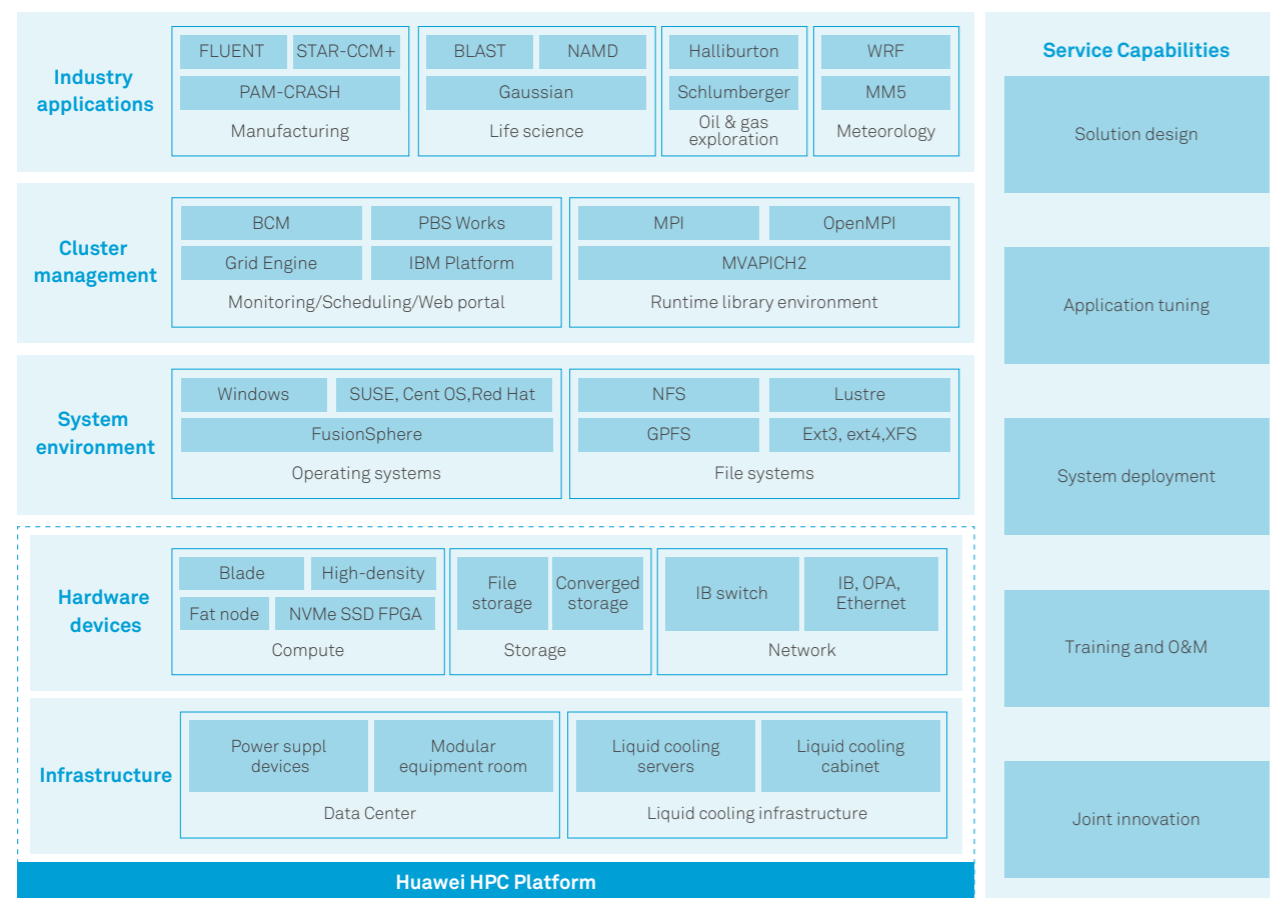 Industry
applications
FLUENT
STAR-CCM+
PAM-CRASH
Manufacturing
BLAST
NAMD
Gaussian
Life science
Halliburton
Schlumberger
Oil & gas
exploration
WRF
MM5
Meteorology
Cluster
management
BCM
PBS Works
Grid Engine
IBM Platform
Monitoring/Scheduling/Web portal
MPI
OpenMPI
MVAPICH2
Runtime library environment
System
environment
Windows
SUSE, Cent OS,Red Hat
FusionSphere
Operating systems
NFS
Lustre
GPFS
Ext3, ext4,XFS
File systems
Hardware
devices
Blade
High-density
Fat node
NVMe SSD FPGA
Compute
File
storage
Converged
storage
Storage
IB switch
IB, OPA,
Ethernet
Network
Infrastructure
Power suppl
devices
Modular
equipment room
Data Center
Liquid cooling
servers
Liquid cooling
cabinet
Liquid cooling infrastructure
Huawei HPC Platform
Service Capabilities
Solution design
Application tuning
System deployment
Training and O&M
Joint innovation